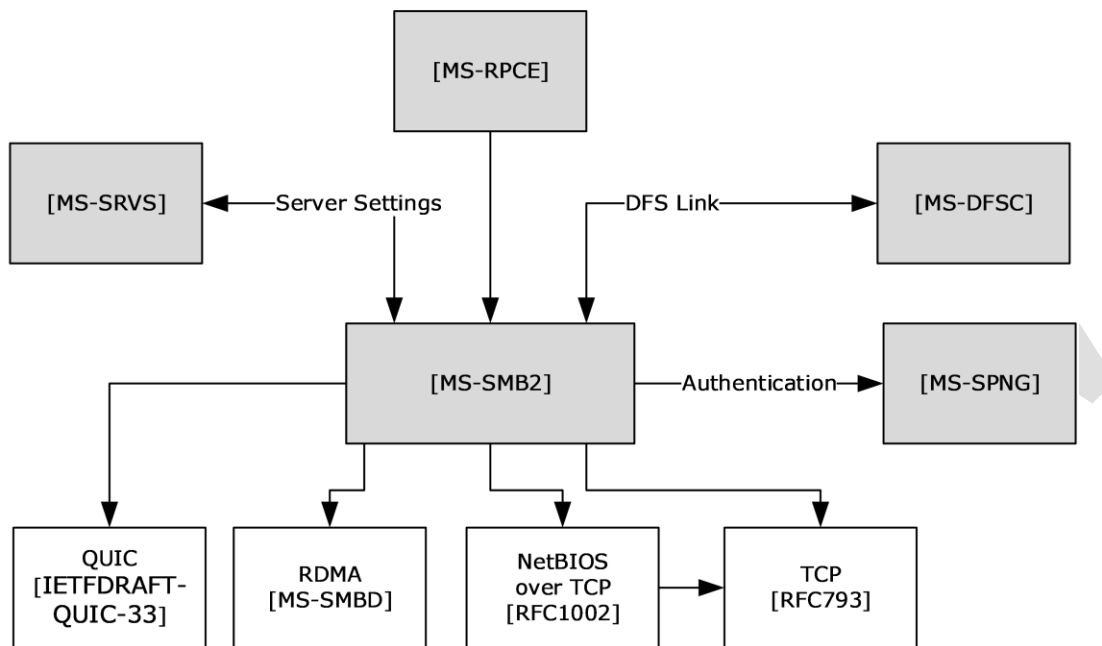 [MS-RPCE]
[MS-SRVS]
Server Settings
DFS Link
[MS-DFSC]
[MS-SMB2]
Authentication
[MS-SPNG]
QUIC
[IETFDRAFT-
QUIC-33]
RDMA
[MS-SMBD]
NetBIOS
over TCP
[RFC1002]
TCP
[RFC793]